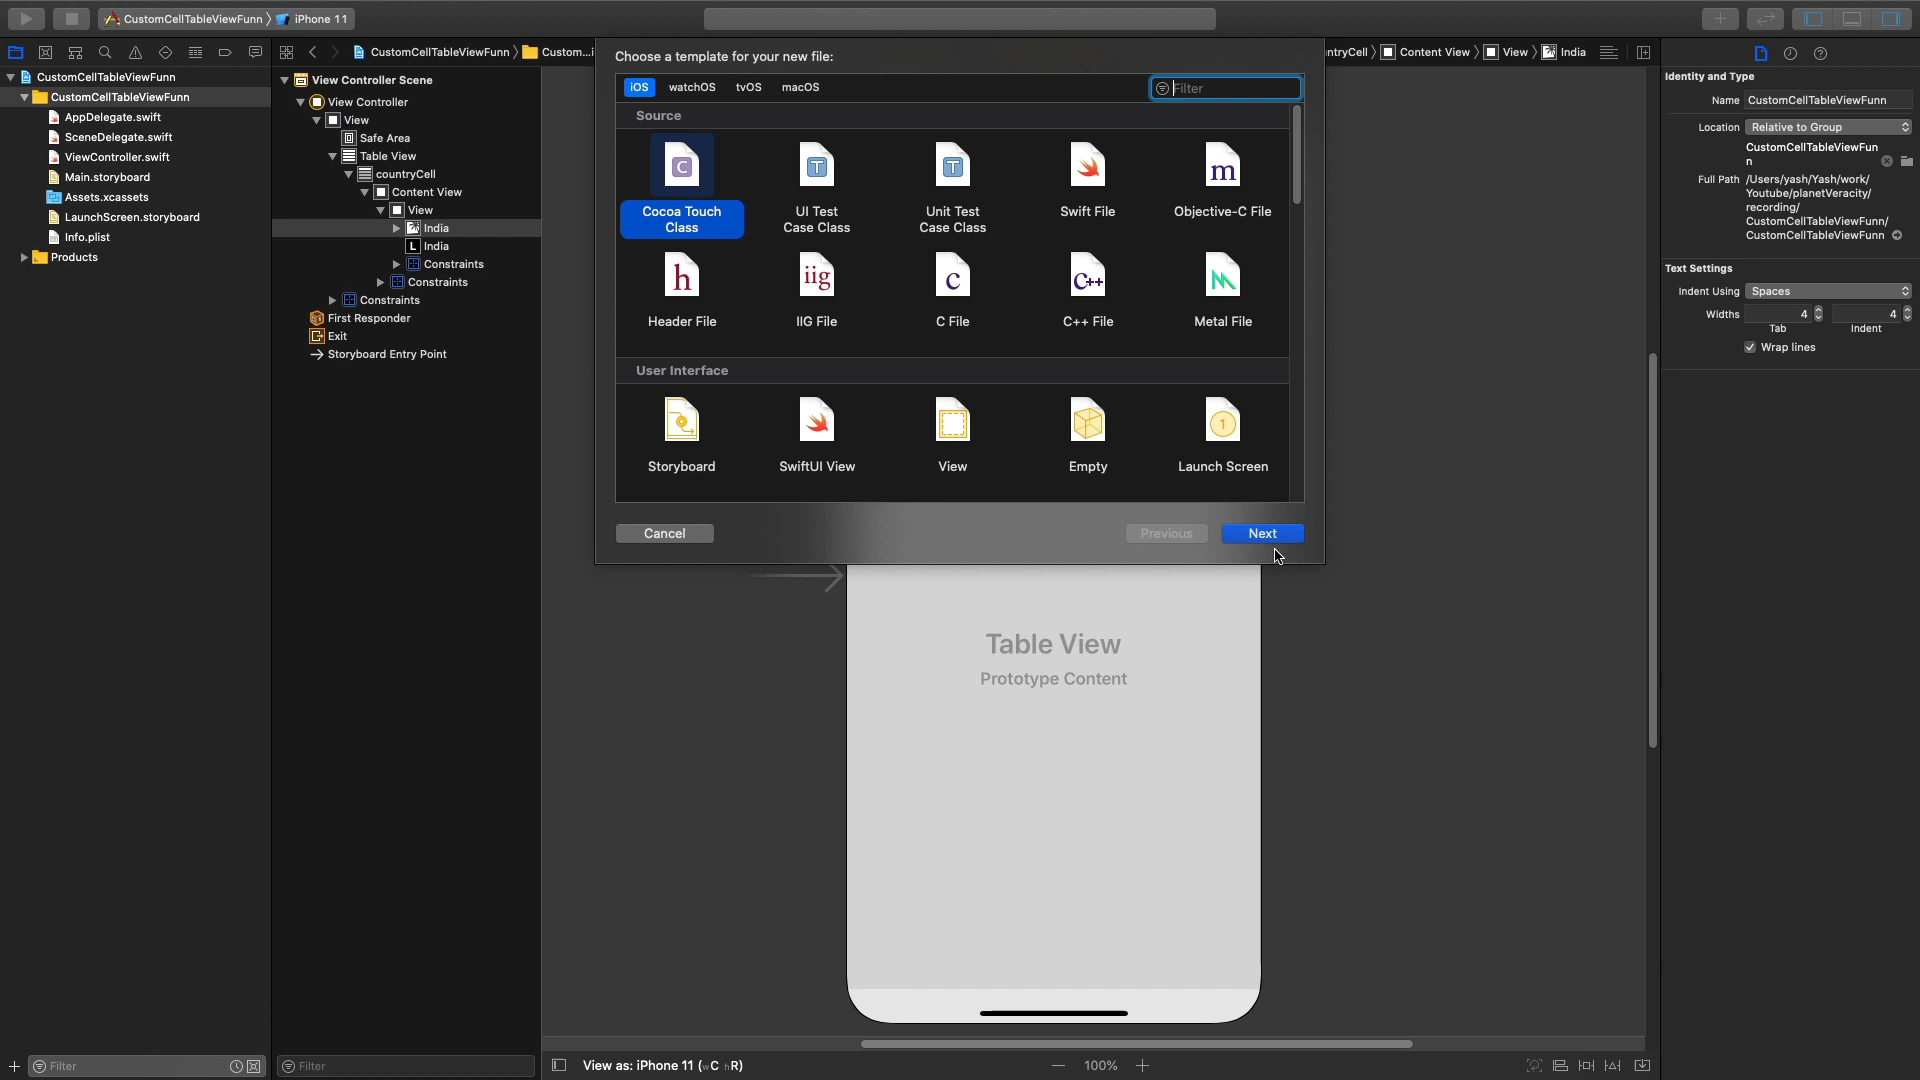 CustomCellTableViewFunn
iPhone 11
CustomCellTableViewFunn
Custom...i
ntryCell
Content View
View
India
CustomCellTableViewFunn
CustomCellTableViewFunn
AppDelegate.swift
SceneDelegate.swift
ViewController.swift
Main.storyboard
Assets.xcassets
LaunchScreen.storyboard
Info.plist
Products
Filter
View Controller Scene
View Controller
View
Safe Area
Table View
countryCell
Content View
View
India
L India
Constraints
Constraints
Constraints
First Responder
Exit
Storyboard Entry Point
Filter
Choose a template for your new file:
iOS watchOS tvOS macOS
Filter
Source
C
Cocoa Touch
Class
T
UI Test
Case Class
T
Unit Test
Case Class
Swift File
m
Objective-C File
h
Header File
iig
IIG File
c
C File
C++
C++ File
Metal File
User Interface
Storyboard
SwiftUI View
View
Empty
1
Launch Screen
Cancel
Previous
Next
Table View
Prototype Content
View as: iPhone 11 (wC hR)
100%
Identity and Type
Name CustomCellTableViewFunn
Location Relative to Group
CustomCellTableViewFun
n
Full Path /Users/yash/Yash/work/
Youtube/planetVeracity/
recording/
CustomCellTableViewFunn/
CustomCellTableViewFunn
Text Settings
Indent Using Spaces
Widths 4 4
Tab Indent
Wrap lines